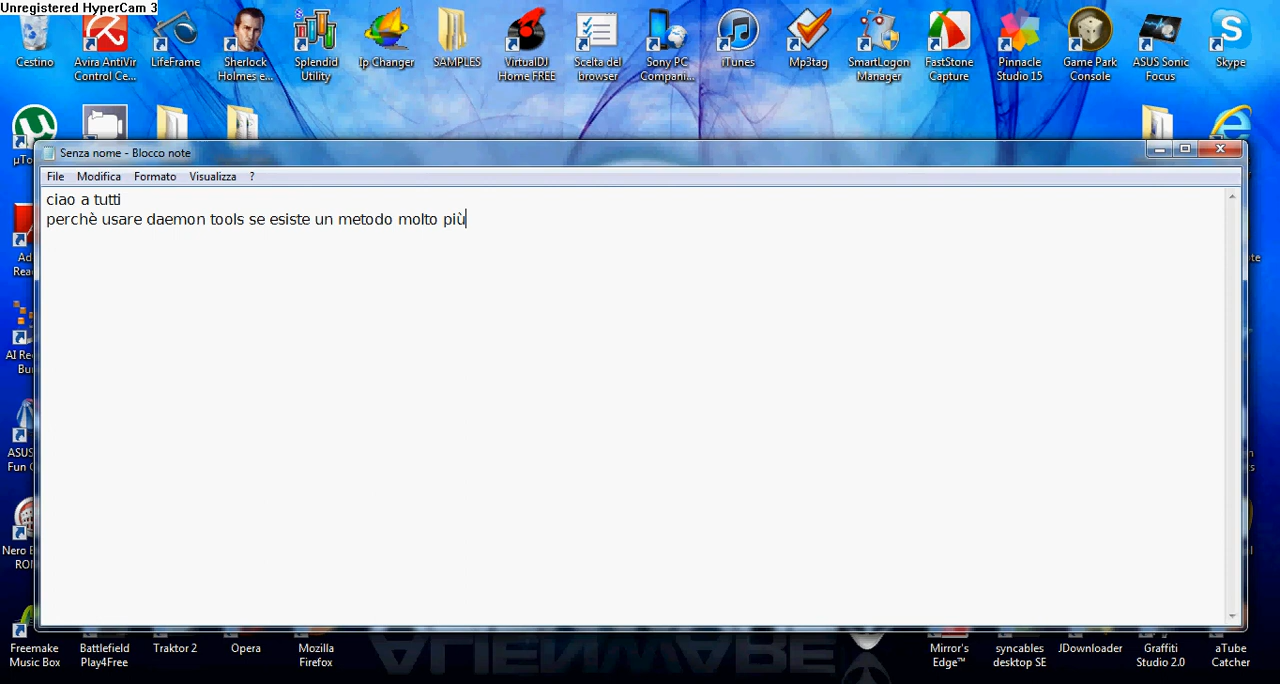 Unregistered HyperCam 3
Cestino
Avira AntiVir
Control Ce...
LifeFrame
Sherlock
Holmes e...
Splendid
Utility
Ip Changer
SAMPLES
VirtualDJ
Home FREE
Scelta del
browser
Sony PC
Compani...
iTunes
Mp3tag
SmartLogon
Manager
FastStone
Capture
Pinnacle
Studio 15
Game Park
Console
ASUS Sonic
Focus
Skype
Senza nome - Blocco note
File Modifica Formato Visualizza ?
ciao a tutti
perchè usare daemon tools se esiste un metodo molto più
ASUS
Fun
Nero
Freemake
Music Box
Battlefield
Play4Free
Traktor 2
Opera
Mozilla
Firefox
ALIENWARE
Mirror's
Edge™
syncables
desktop SE
JDownloader
Graffiti
Studio 2.0
aTube
Catcher